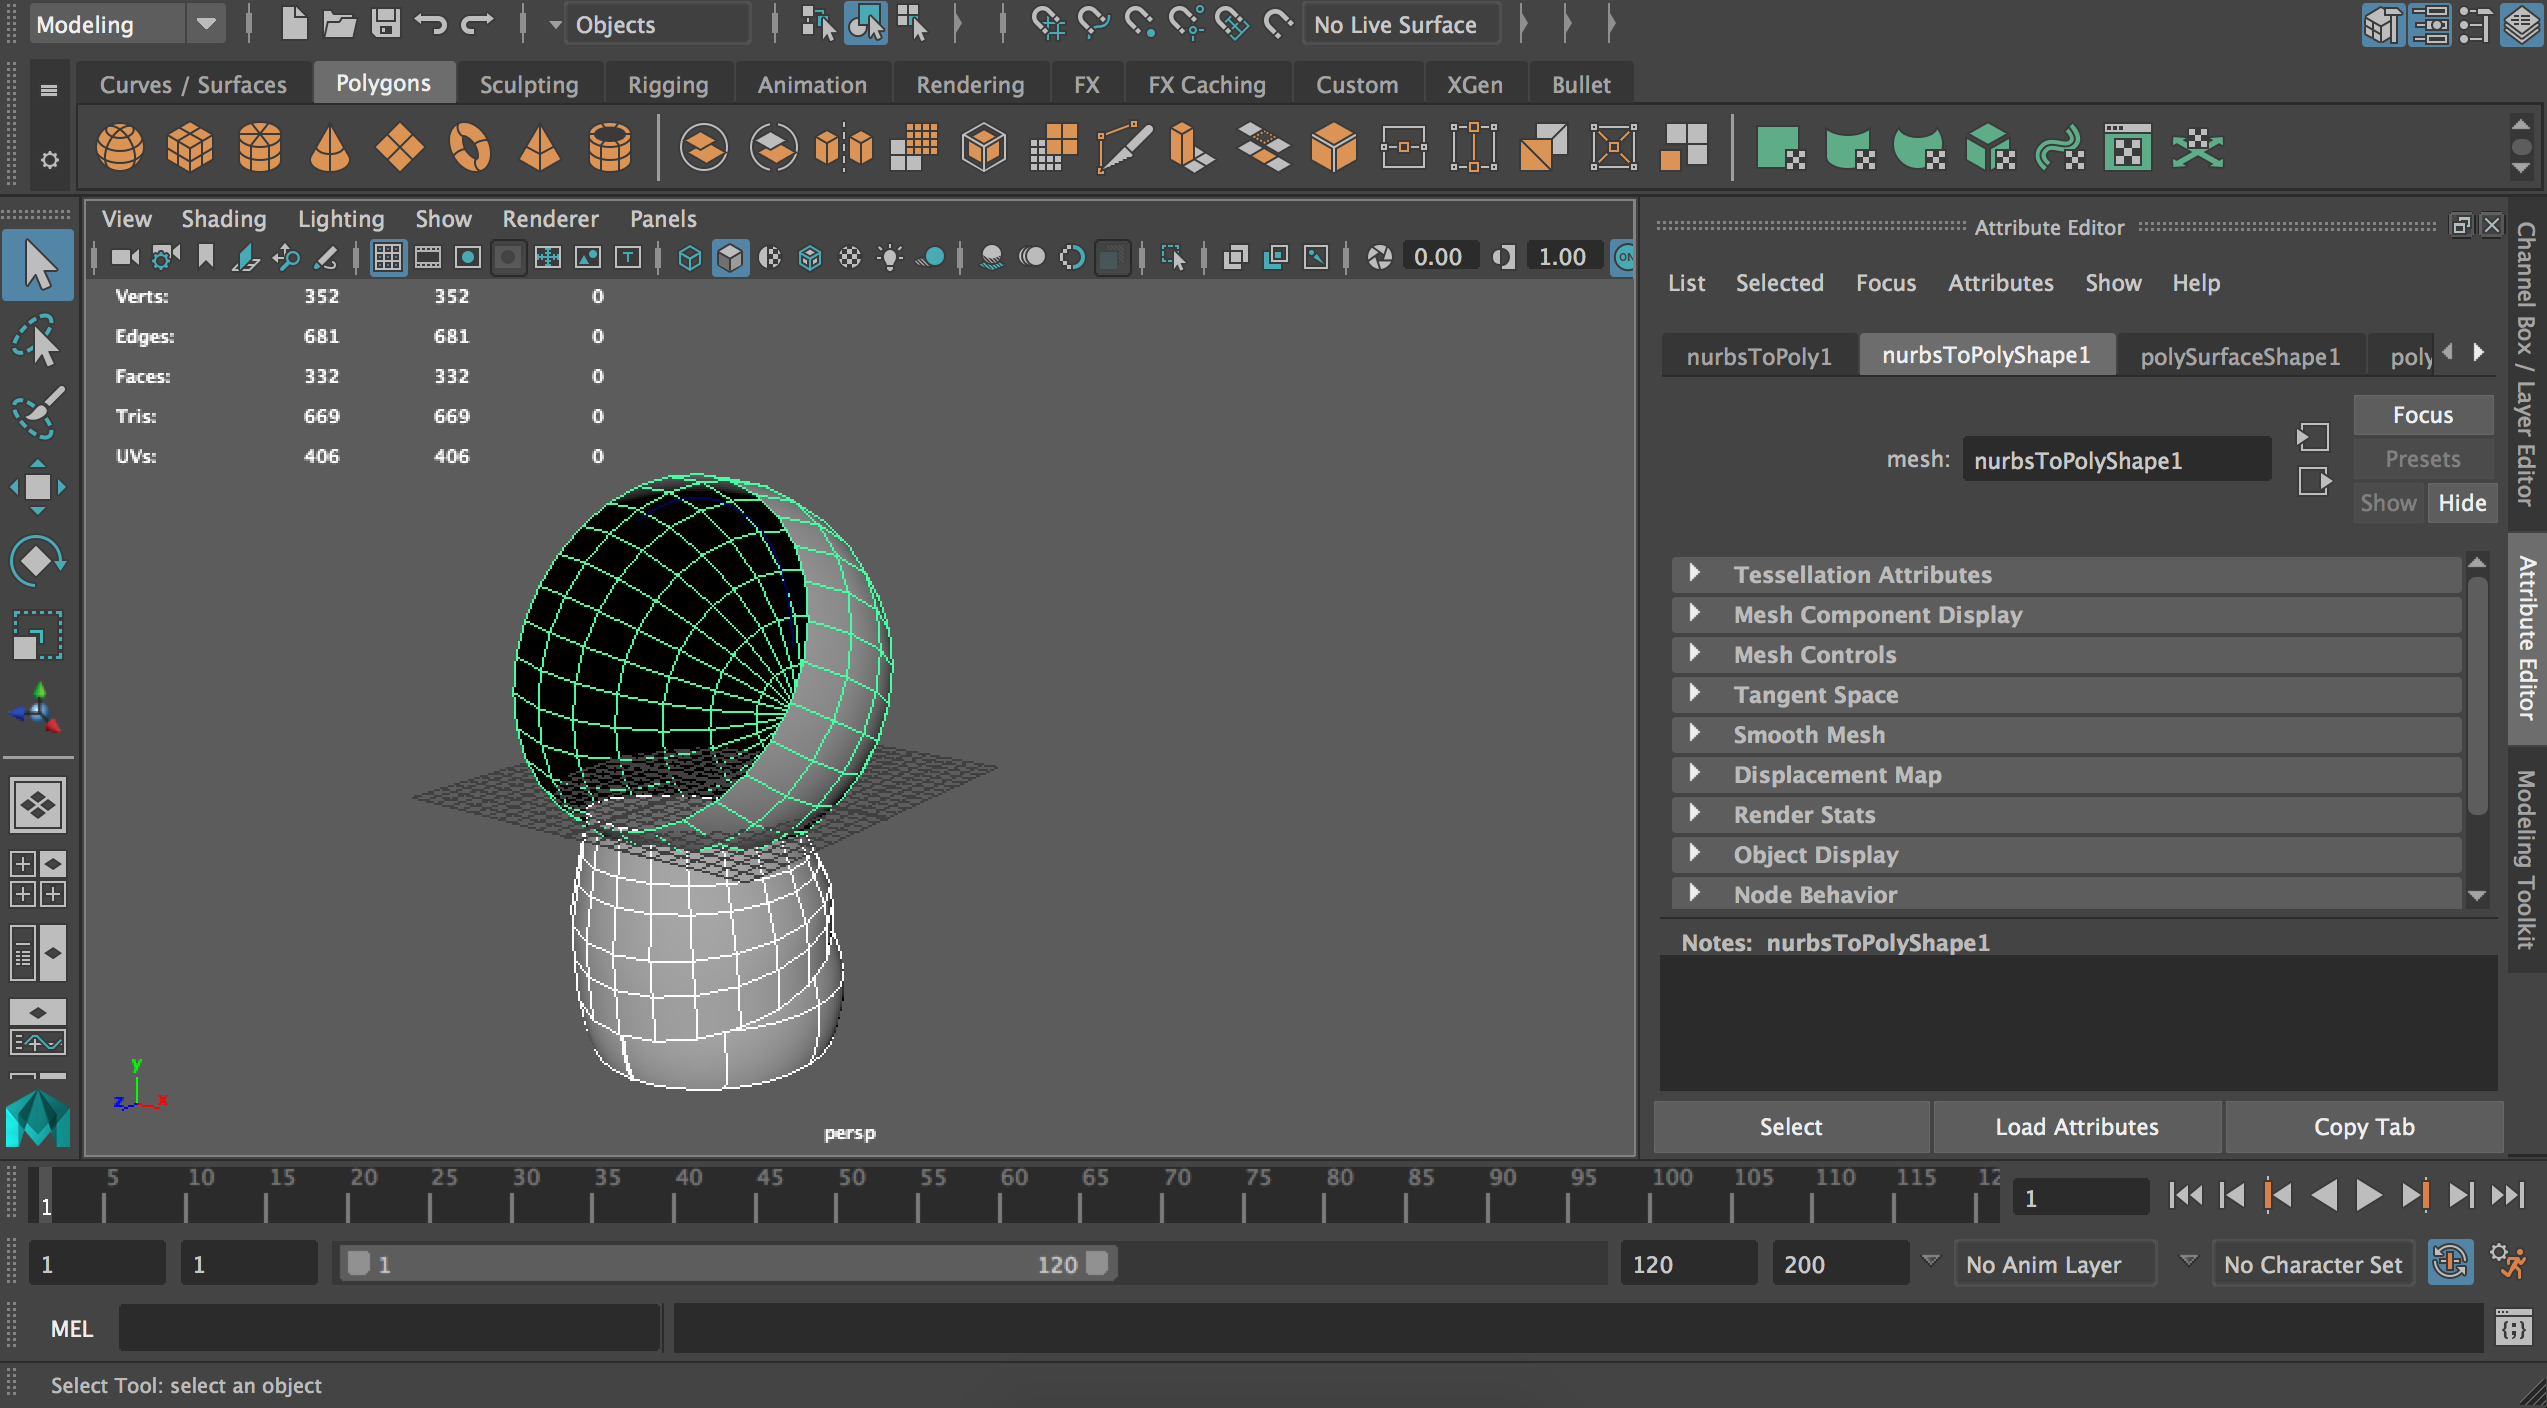 Modeling
Objects
No Live Surface
Curves / Surfaces
Polygons
Sculpting
Rigging
Animation
Rendering
FX
FX Caching
Custom
XGen
Bullet
View Shading Lighting Show Renderer Panels
0.00
1.00
ON
Verts: 352 352 0
Edges: 681 681 0
Faces: 332 332 0
Tris: 669 669 0
UVs: 406 406 0
y
z
x
persp
Attribute Editor
List Selected Focus Attributes Show Help
nurbsToPoly1
nurbsToPolyShape1
polySurfaceShape1
poly
mesh: nurbsToPolyShape1
Focus
Presets
Show Hide
Tessellation Attributes
Mesh Component Display
Mesh Controls
Tangent Space
Smooth Mesh
Displacement Map
Render Stats
Object Display
Node Behavior
Notes: nurbsToPolyShape1
Select
Load Attributes
Copy Tab
Channel Box / Layer Editor
Attribute Editor
Modeling Toolkit
1 5 10 15 20 25 30 35 40 45 50 55 60 65 70 75 80 85 90 95 100 105 110 115 12
1
1
1
1 120
120
200
No Anim Layer
No Character Set
MEL
Select Tool: select an object